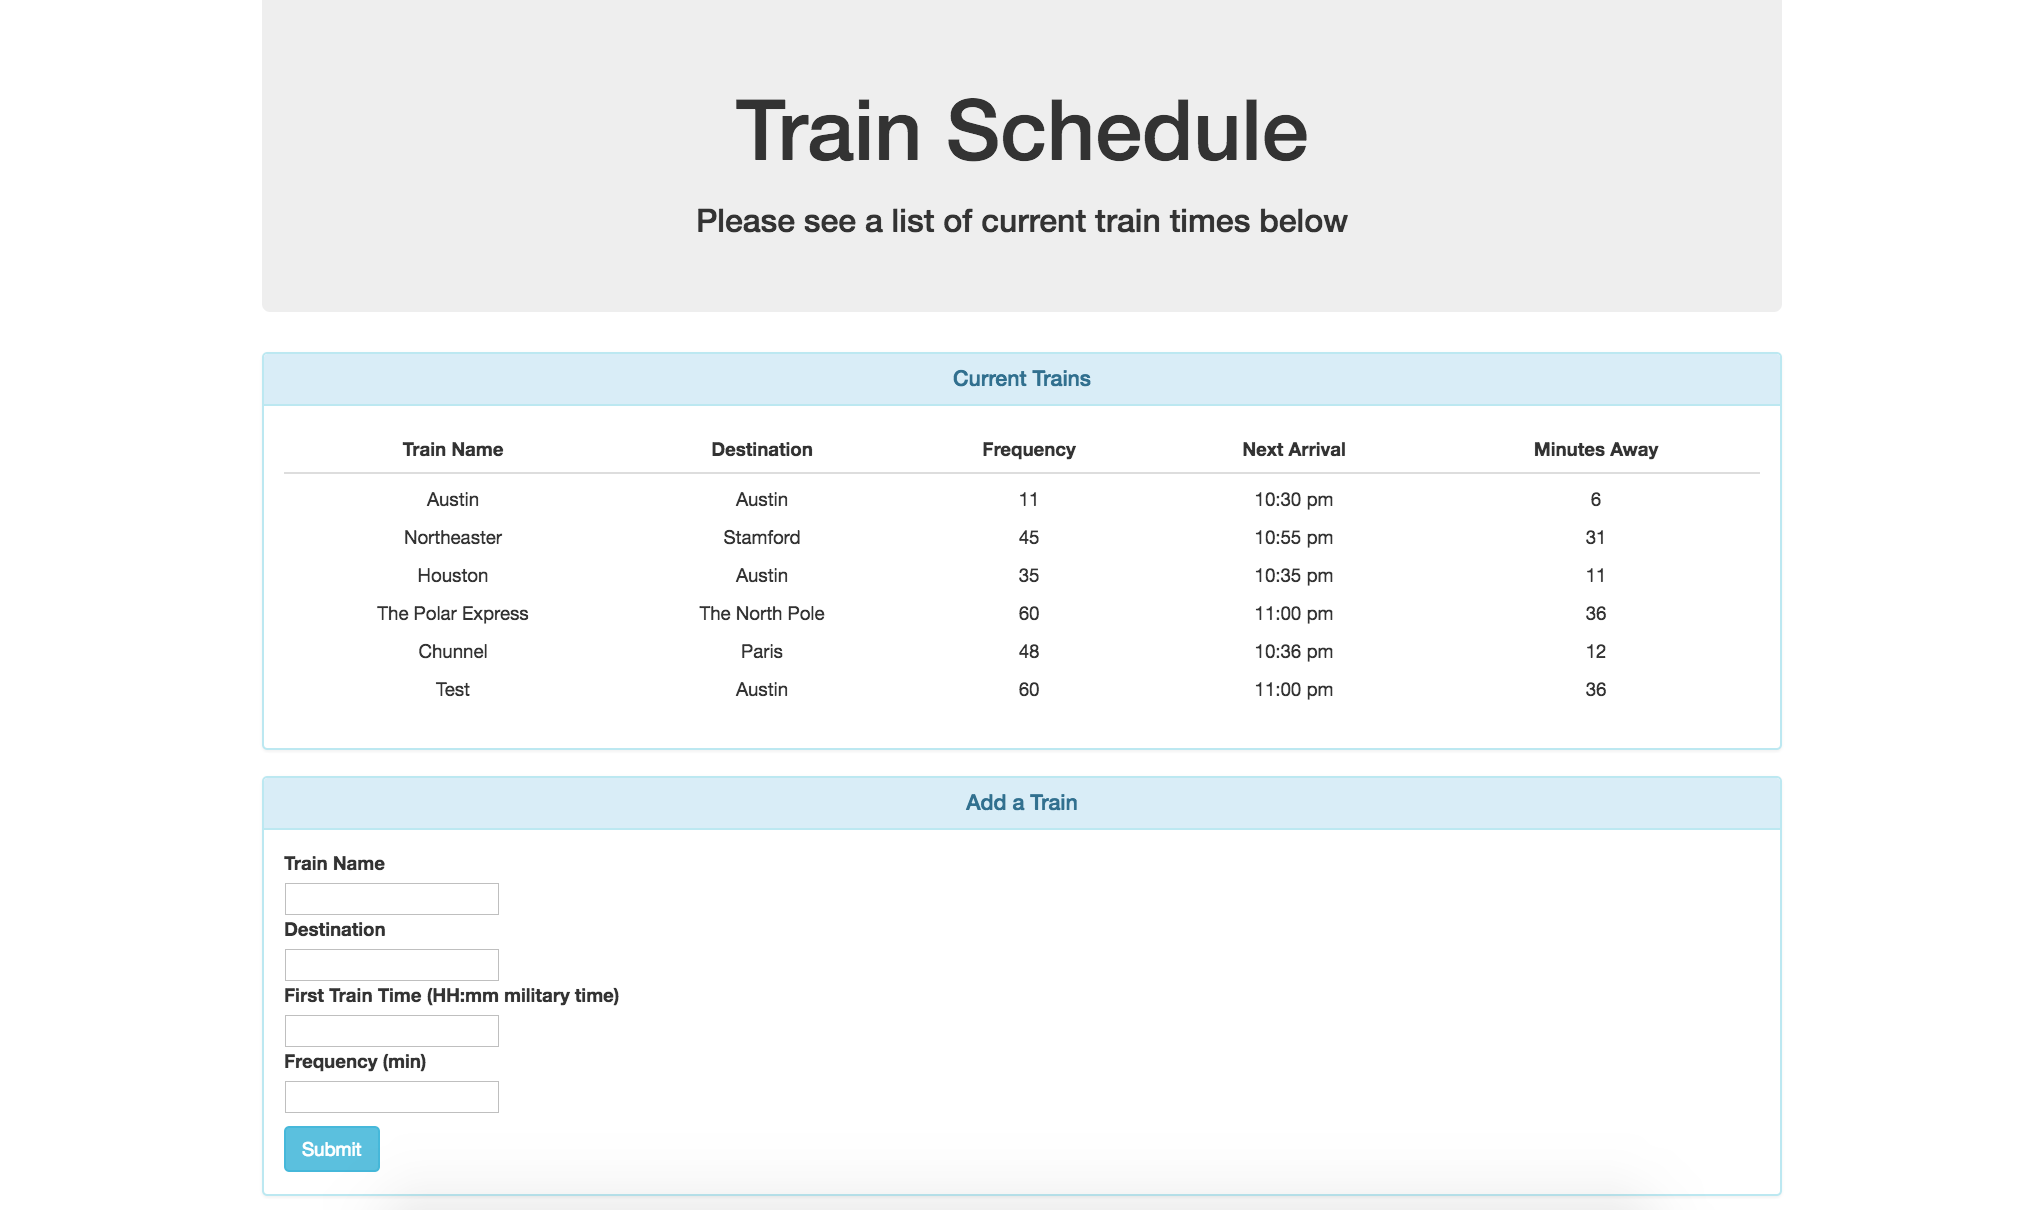 Train Schedule
Please see a list of current train times below
Current Trains
Train Name Destination Frequency Next Arrival Minutes Away
Austin Austin 11 10:30 pm 6
Northeaster Stamford 45 10:55 pm 31
Houston Austin 35 10:35 pm 11
The Polar Express The North Pole 60 11:00 pm 36
Chunnel Paris 48 10:36 pm 12
Test Austin 60 11:00 pm 36
Add a Train
Train Name
Destination
First Train Time (HH:mm military time)
Frequency (min)
Submit